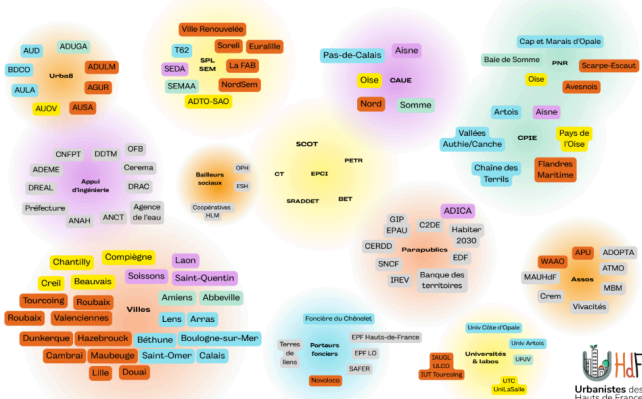 AUD
ADUGA
BDCO
Urba8
ADULM
AULA
AGUR
AUOV
AUSA
Ville Renouvelée
T62
Soreli
Euralille
SPL
SEM
SEDA
La FAB
SEMAA
NordSem
ADTO-SAO
Pas-de-Calais
Aisne
Oise
CAUE
Nord
Somme
Cap et Marais d'Opale
Baie de Somme
PNR
Scarpe-Escaut
Oise
Avesnois
Artois
Aisne
Vallées
Authie/Canche
CPIE
Pays de
l'Oise
Chaîne des
Terrils
Flandres
Maritime
CNFPT
DDTM
OFB
ADEME
Cerema
Appui
d'Ingénierie
DREAL
DRAC
Préfecture
ANAH
ANCT
Agence
de l'eau
Bailleurs
sociaux
OPH
ESH
Coopératives
HLM
SCOT
PETR
CT
EPCI
SRADDET
BET
ADICA
GIP
EPAU
C2DE
Habiter
2030
CERDD
Parapublics
EDF
SNCF
IREV
Banque des
territoires
WAAO
APU
ADOPTA
MAUHdF
Assos
ATMO
MBM
Crem
Vivacités
Chantilly
Compiègne
Laon
Creil
Beauvais
Soissons
Saint-Quentin
Tourcoing
Roubaix
Villes
Amiens
Abbeville
Roubaix
Valenciennes
Lens
Arras
Dunkerque
Hazebrouck
Béthune
Boulogne-sur-Mer
Cambrai
Maubeuge
Saint-Omer
Calais
Lille
Douai
Foncière du Chênelet
Terres
de
liens
Porteurs
fonciers
EPF Hauts-de-France
EPF LO
SAFER
Novoloco
Univ Côte d'Opale
Univ Artois
IAUGL
ULCO
IUT Tourcoing
Universités
& labos
UPJV
UTC
UniLaSalle
HdF
Urbanistes des
Hauts de France